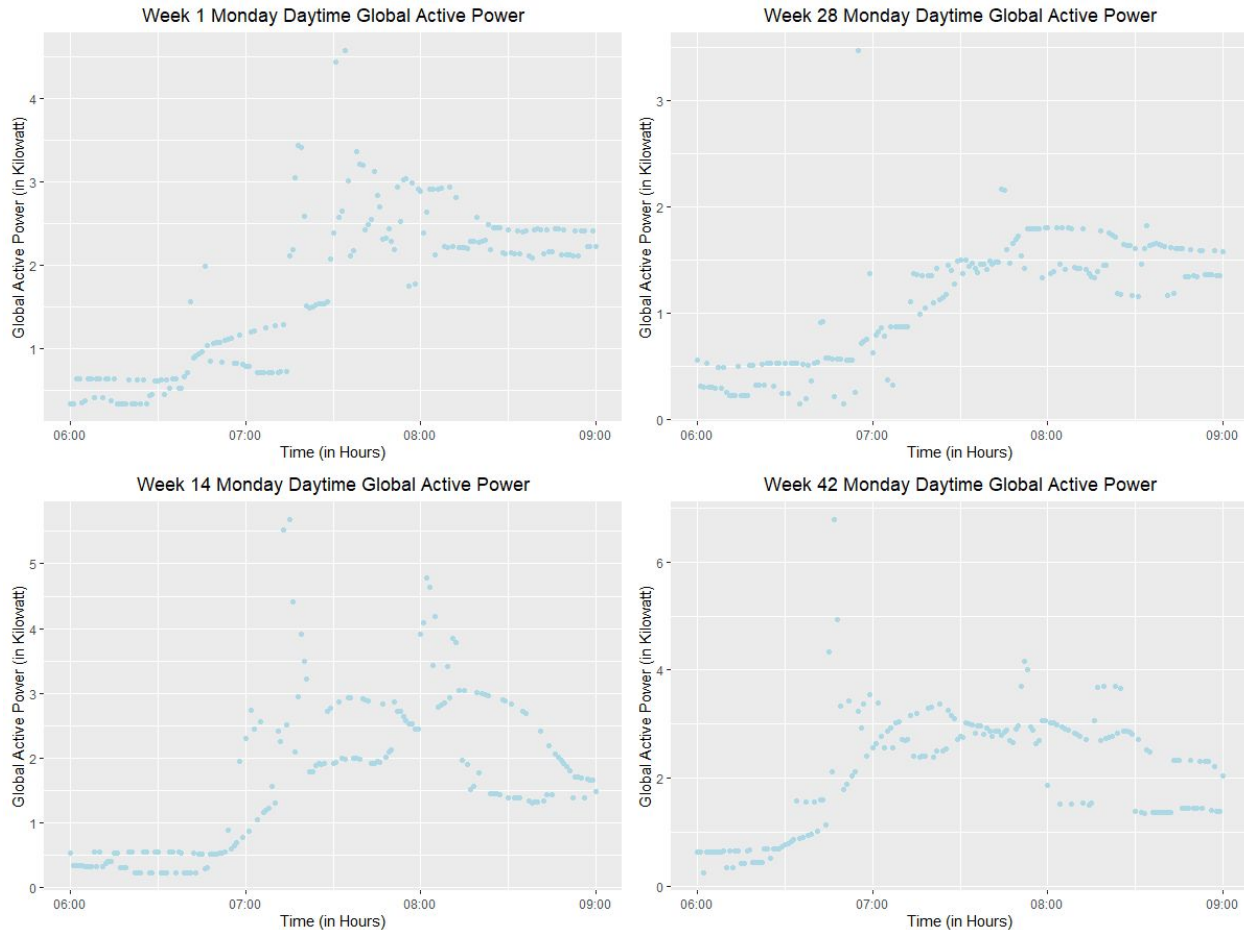 Week 1 Monday Daytime Global Active Power
Global Active Power (in Kilowatt)
4
3
2
1
06:00 07:00 08:00 09:00
Time (in Hours)
Week 28 Monday Daytime Global Active Power
Global Active Power (in Kilowatt)
3
2
1
0
06:00 07:00 08:00 09:00
Time (in Hours)
Week 14 Monday Daytime Global Active Power
Global Active Power (in Kilowatt)
5
4
3
2
1
0
06:00 07:00 08:00 09:00
Time (in Hours)
Week 42 Monday Daytime Global Active Power
Global Active Power (in Kilowatt)
6
4
2
0
06:00 07:00 08:00 09:00
Time (in Hours)